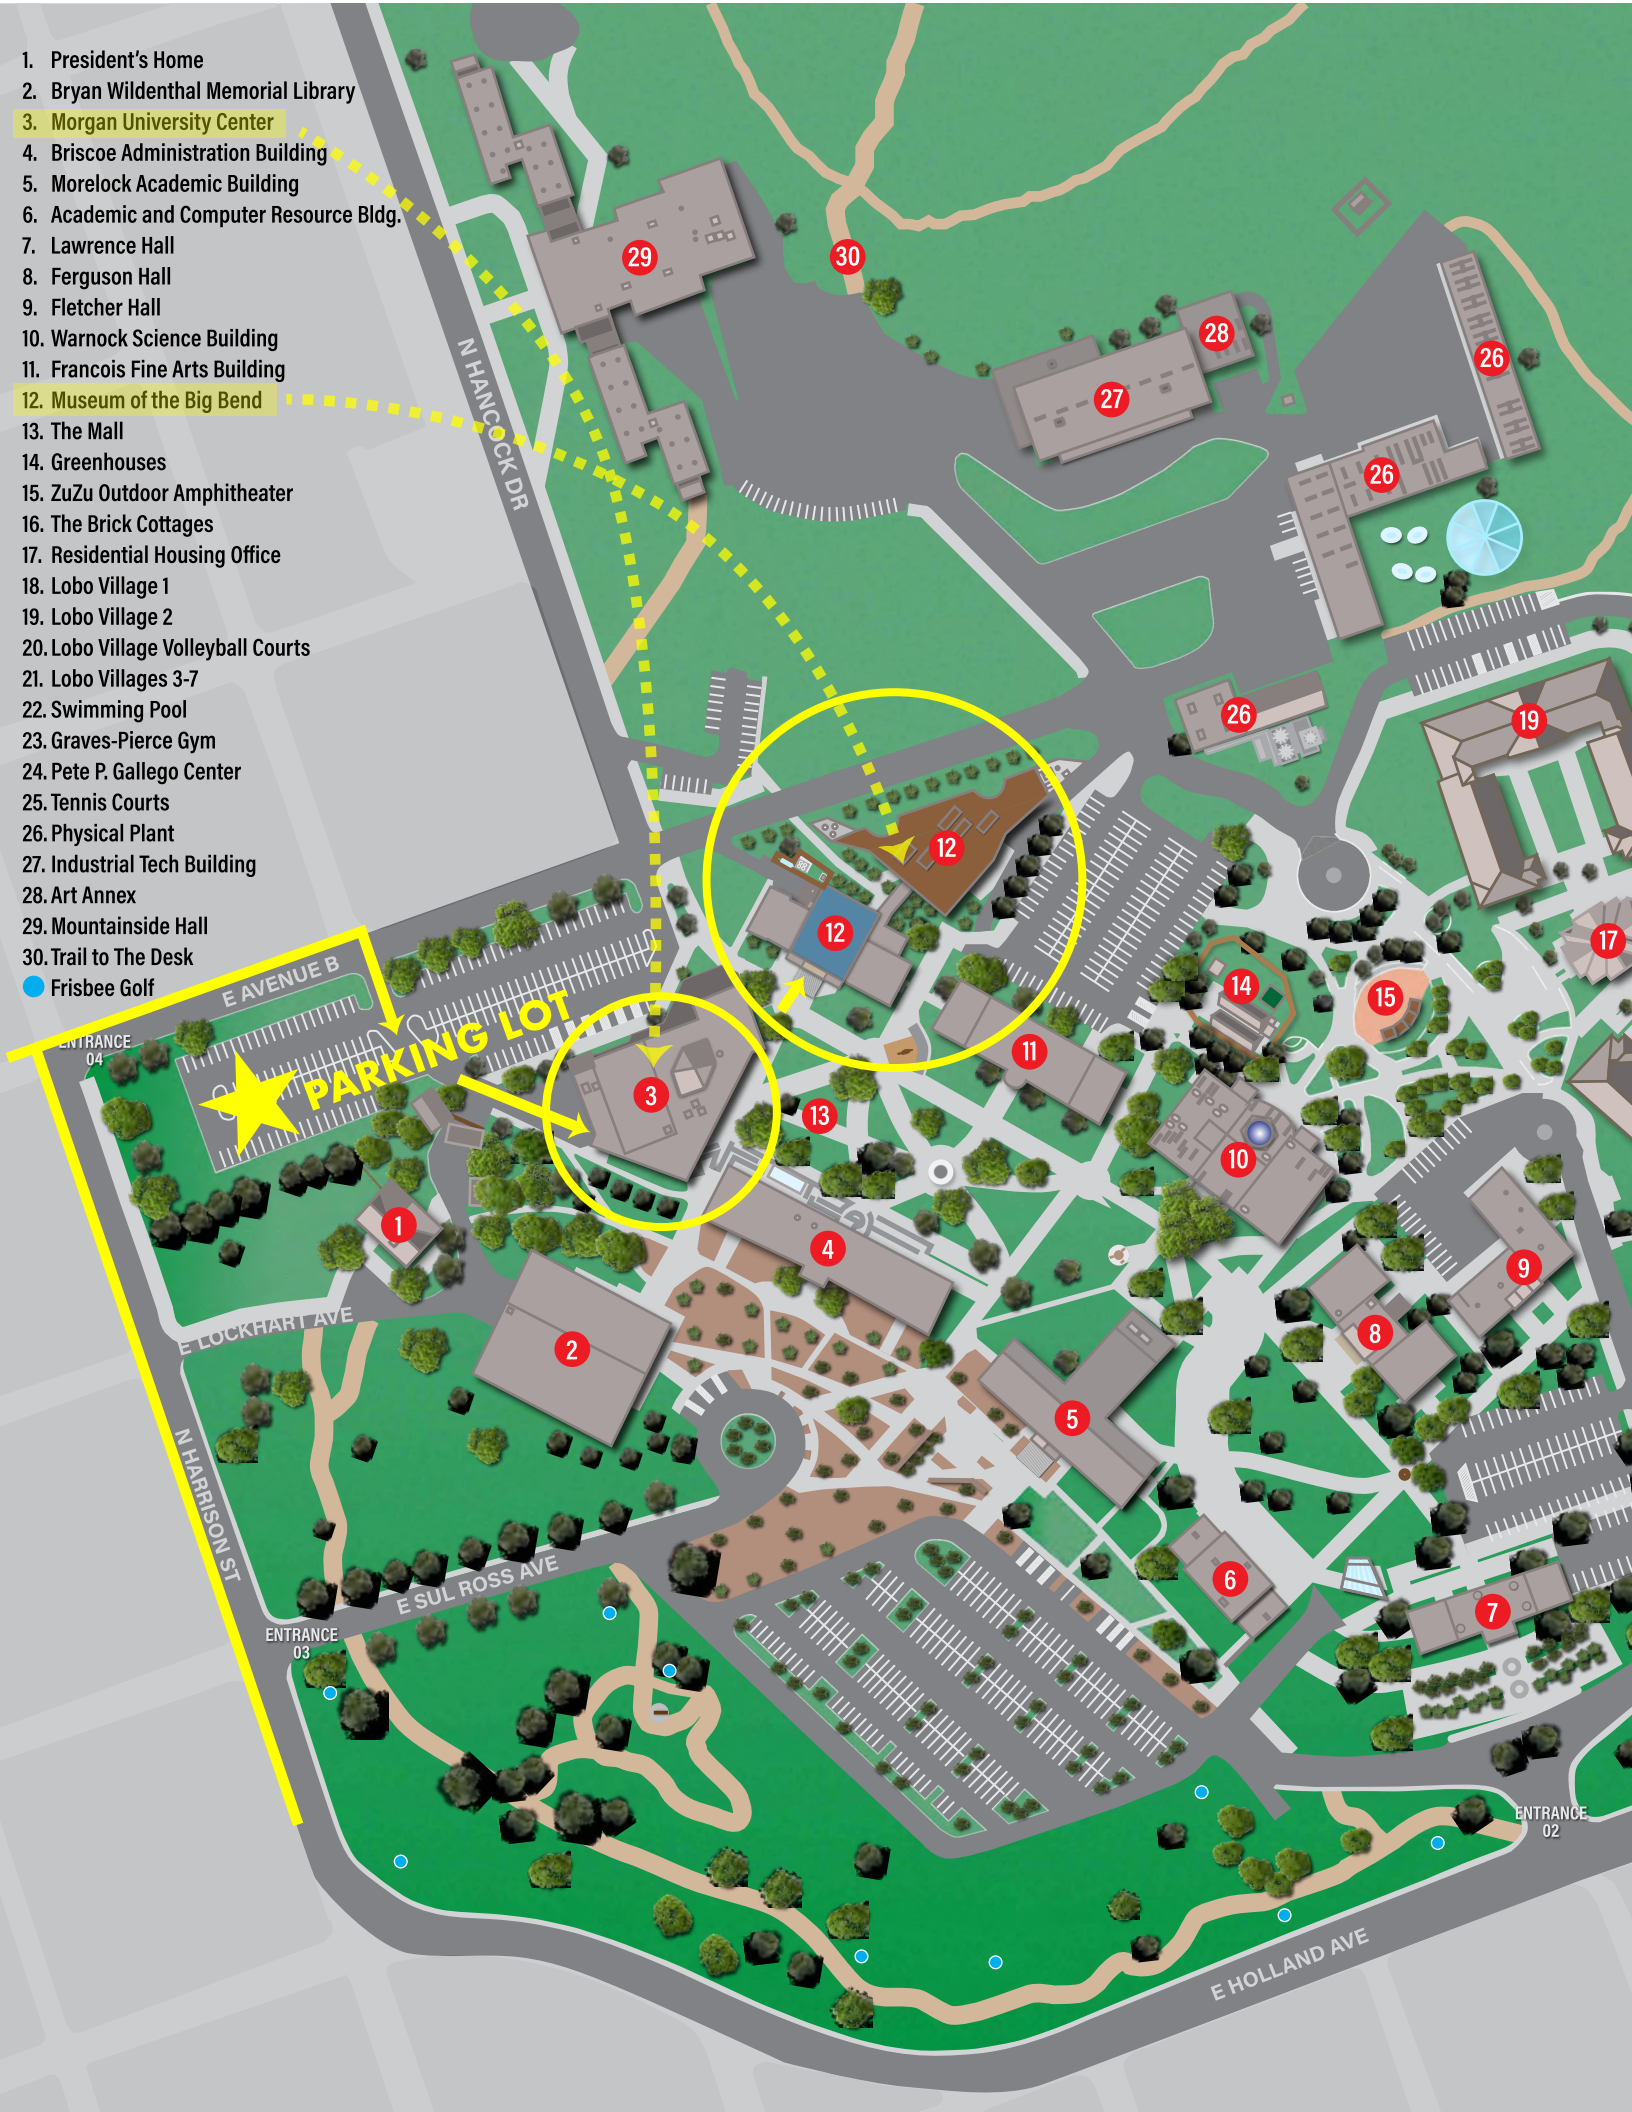 1. President's Home
2. Bryan Wildenthal Memorial Library
3. Morgan University Center
4. Briscoe Administration Building
5. Morelock Academic Building
6. Academic and Computer Resource Bldg.
7. Lawrence Hall
8. Ferguson Hall
9. Fletcher Hall
10. Warnock Science Building
11. Francois Fine Arts Building
12. Museum of the Big Bend
13. The Mall
14. Greenhouses
15. ZuZu Outdoor Amphitheater
16. The Brick Cottages
17. Residential Housing Office
18. Lobo Village 1
19. Lobo Village 2
20. Lobo Village Volleyball Courts
21. Lobo Villages 3-7
22. Swimming Pool
23. Graves-Pierce Gym
24. Pete P. Gallego Center
25. Tennis Courts
26. Physical Plant
27. Industrial Tech Building
28. Art Annex
29. Mountainside Hall
30. Trail to The Desk
Frisbee Golf
29
30
28
27
26
26
N HANCOCK DR
26
19
12
12
17
E AVENUE B
14
15
ENTRANCE
04
PARKING LOT
3
11
13
10
1
4
9
E LOCKHART AVE
2
8
5
N HARRISON ST
E SUL ROSS AVE
6
7
ENTRANCE
03
ENTRANCE
02
E HOLLAND AVE